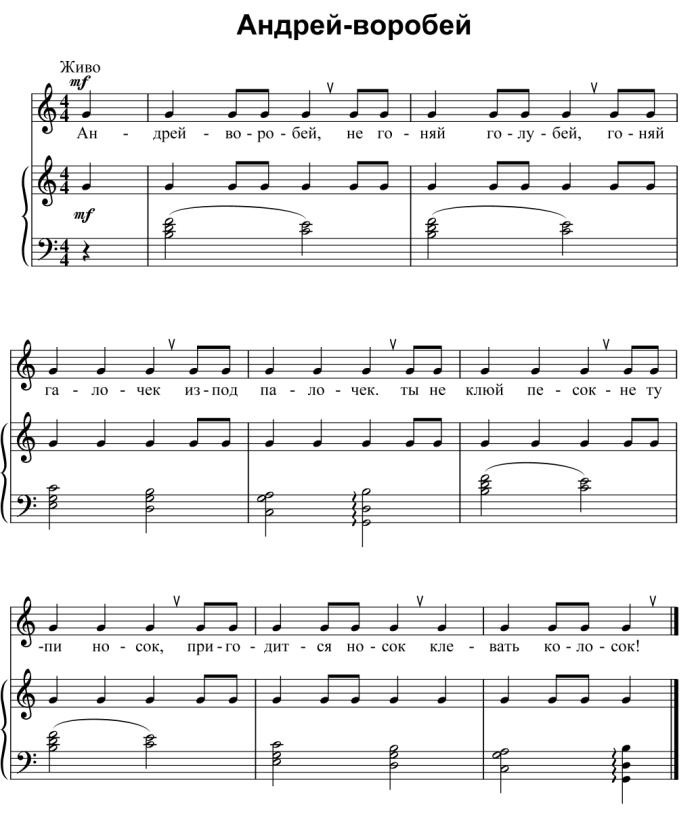 Андрей-воробей
Живо
mf
Ан - дрей - во - ро - бей, не го - няй го - лу - бей, го - няй
mf
га - ло - чек из - под па - ло - чек. ты не клюй пе - сок - не ту
-пи но - сок, при - го - дит - ся но - сок кле - вать ко - ло - сок!